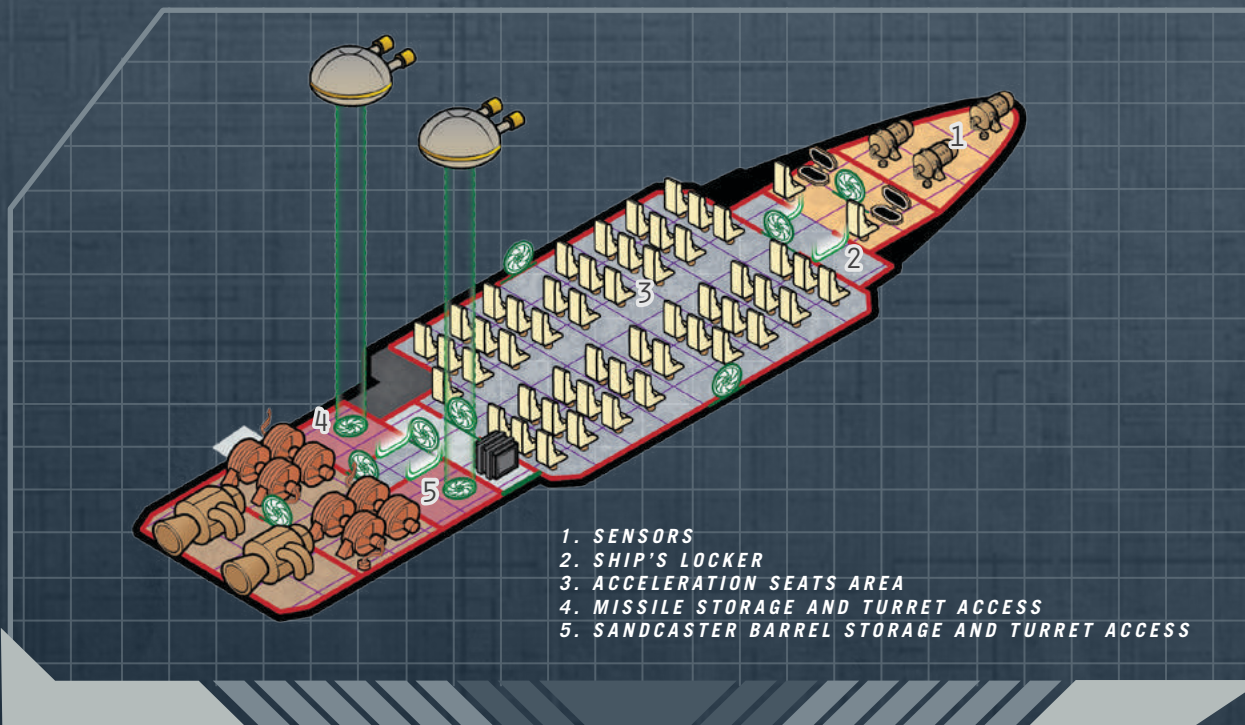 1
2
3
4
5
1. SENSORS
2. SHIP'S LOCKER
3. ACCELERATION SEATS AREA
4. MISSILE STORAGE AND TURRET ACCESS
5. SANDCASTER BARREL STORAGE AND TURRET ACCESS